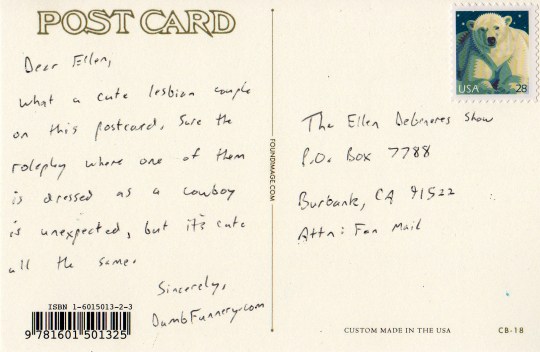 POST CARD
Dear Ellen,
What a cute lesbian couple
on this postcard. Sure the
roleplay where one of them
is dressed as a cowboy
is unexpected, but it's cute
all the same.
Sincerely,
DumbFunnery.com
ISBN 1-6015013-2-3
9 781601 501325
FOUNDIMAGE.COM
USA 28
The Ellen DeGeneres Show
P.O. Box 7788
Burbank, CA 91522
Attn: Fan Mail
CUSTOM MADE IN THE USA
CB-18